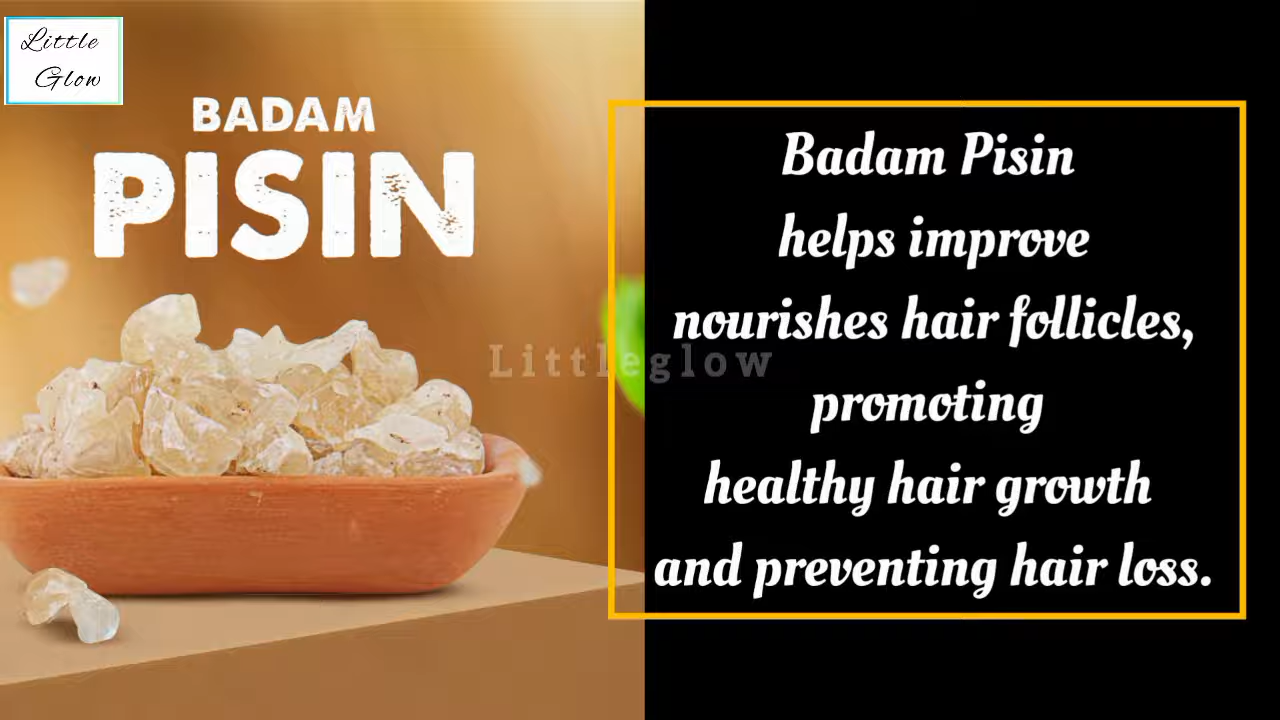 Little
Glow
BADAM
PISIN
Badam Pisin
helps improve
nourishes hair follicles,
promoting
healthy hair growth
and preventing hair loss.
Littleglow